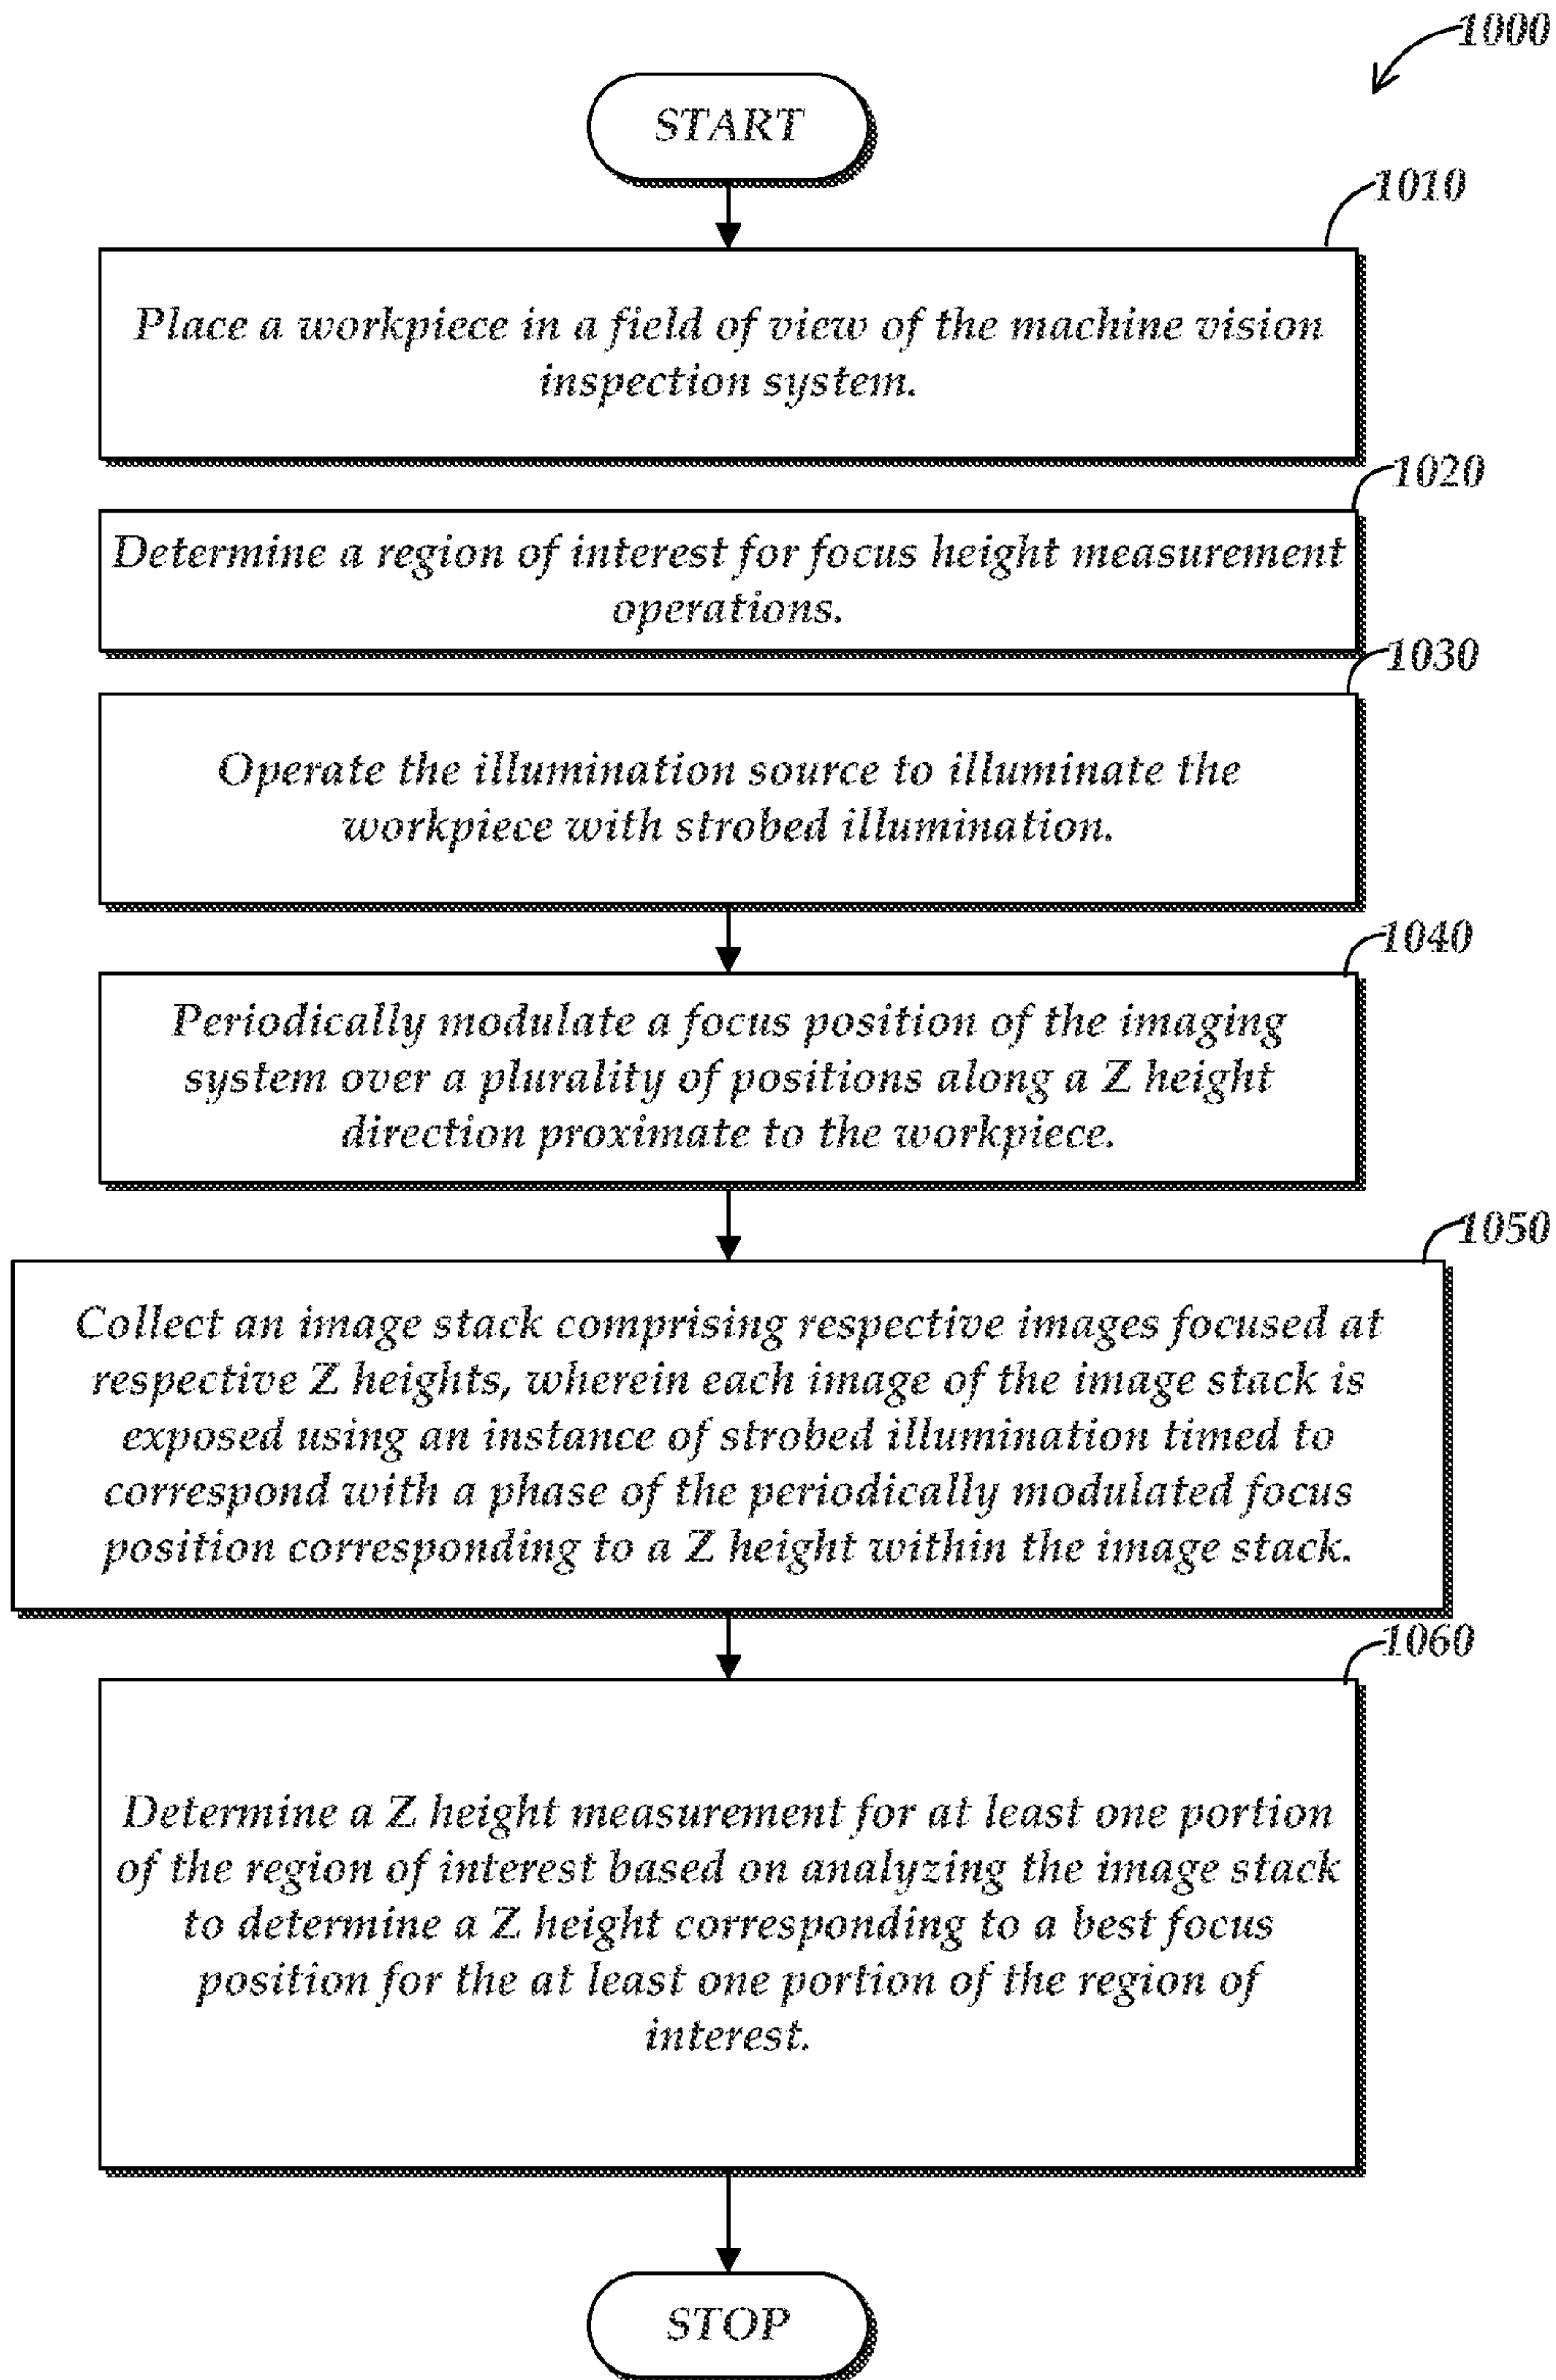 1000
START
1010
Place a workpiece in a field of view of the machine vision
inspection system.
1020
Determine a region of interest for focus height measurement
operations.
1030
Operate the illumination source to illuminate the
workpiece with strobed illumination.
1040
Periodically modulate a focus position of the imaging
system over a plurality of positions along a Z height
direction proximate to the workpiece.
1050
Collect an image stack comprising respective images focused at
respective Z heights, wherein each image of the image stack is
exposed using an instance of strobed illumination timed to
correspond with a phase of the periodically modulated focus
position corresponding to a Z height within the image stack.
1060
Determine a Z height measurement for at least one portion
of the region of interest based on analyzing the image stack
to determine a Z height corresponding to a best focus
position for the at least one portion of the region of
interest.
STOP